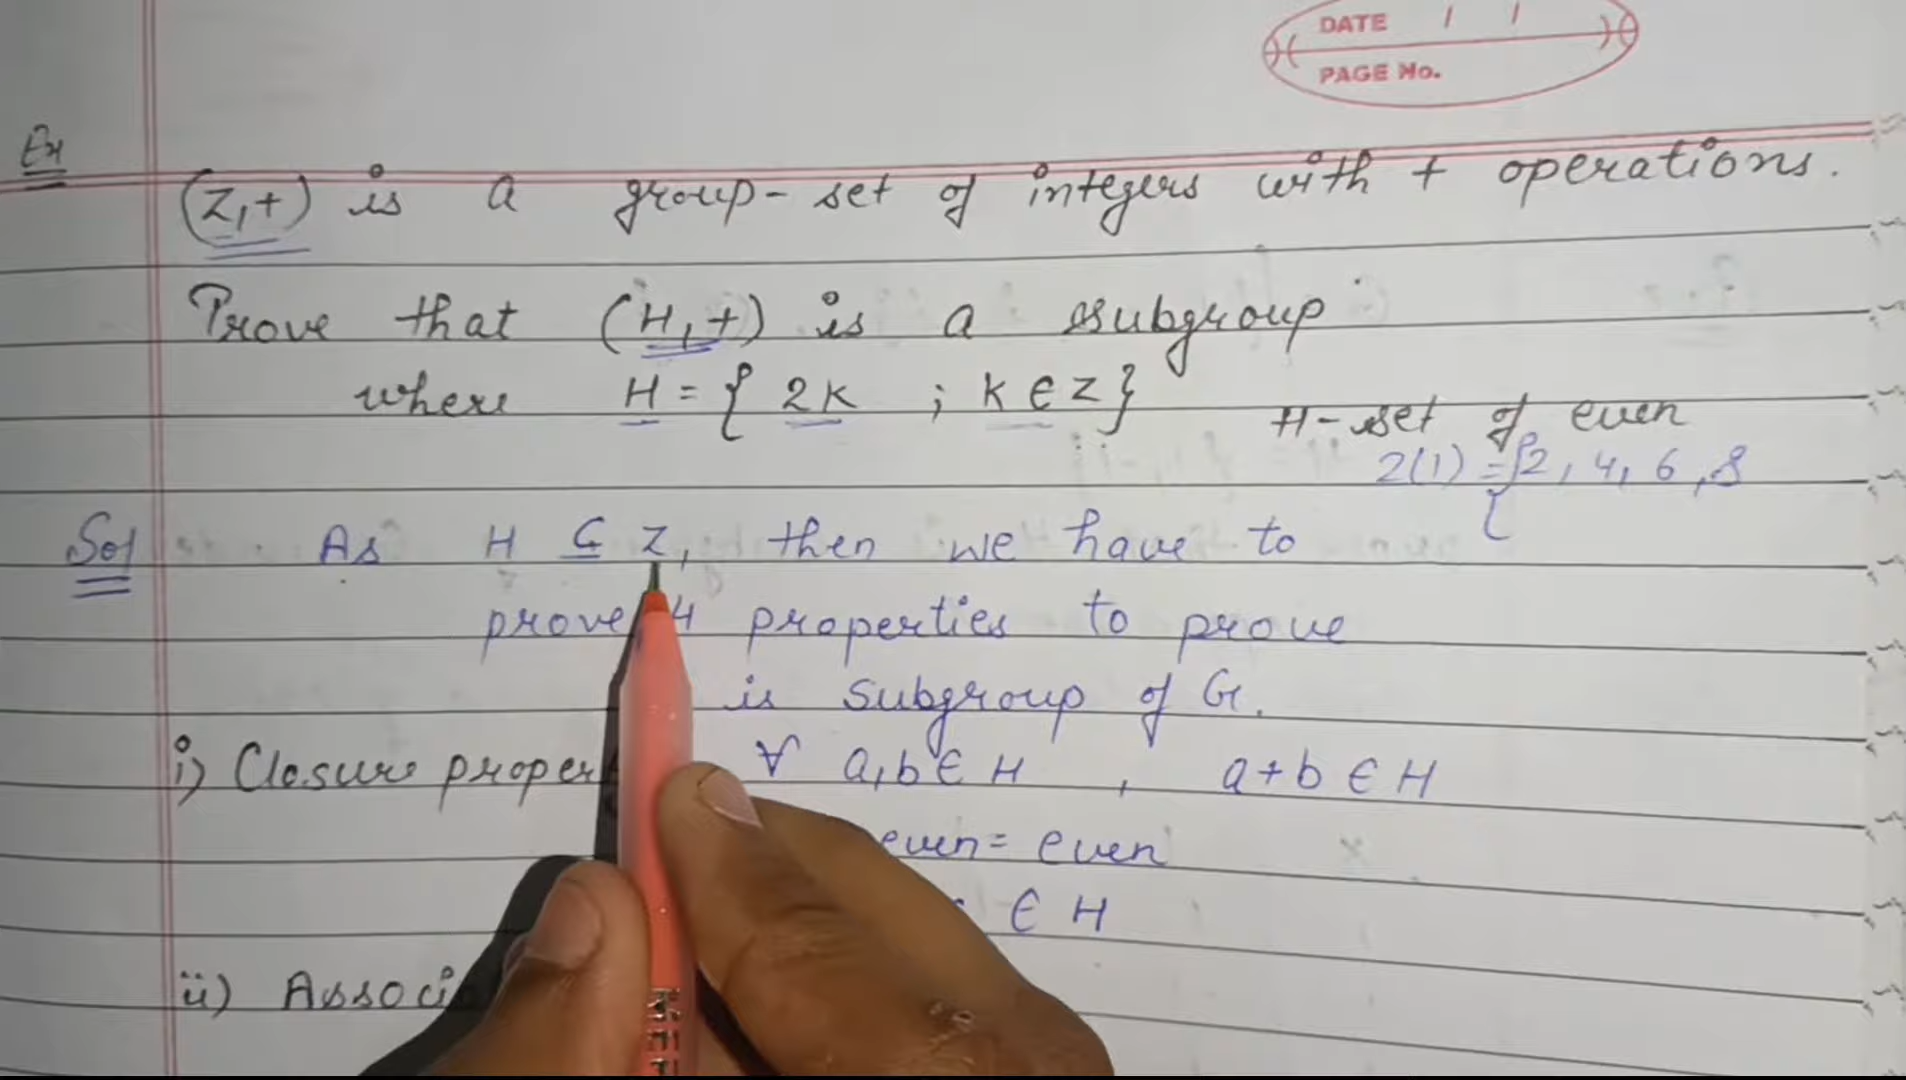 DATE / /
PAGE No.
Ex
(Z,+) is a group - set of integers with + operations.
Prove that (H,+) is a subgroup
where H = { 2K ; K ∈ Z }
H - set of even
2(1) = {2, 4, 6, 8
Sol As H ⊆ Z, then we have to
prove 4 properties to prove
is subgroup of G.
i) Closure propert ∀ a,b ∈ H , a+b ∈ H
even = even
∈ H
ii) Associ